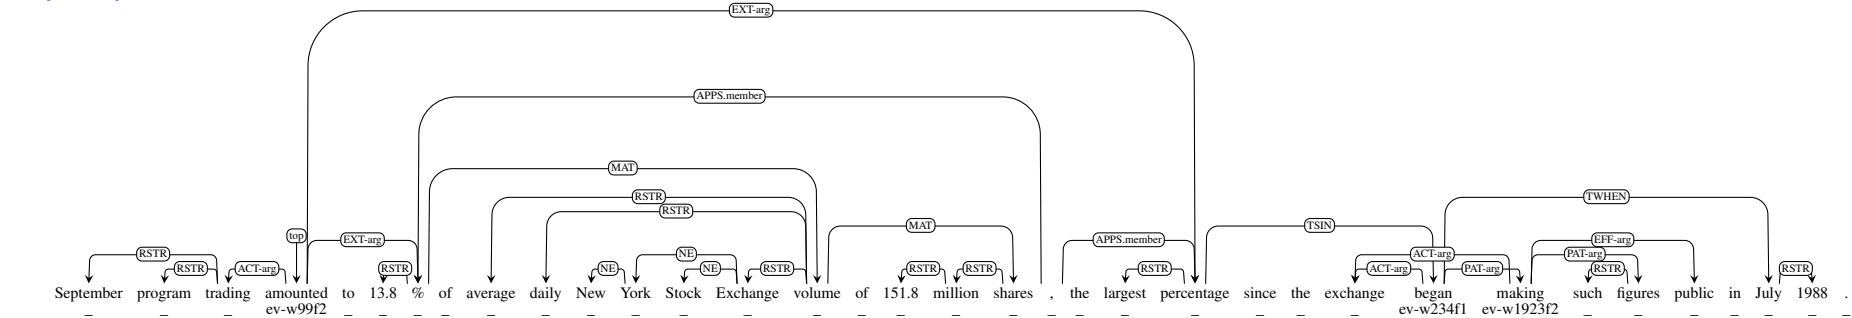 EXT-arg
APPS.member
MAT
RSTR TWHEN
RSTR
MAT TSIN
top EXT-arg APPS.member EFF-arg
RSTR NE ACT-arg PAT-arg
RSTR ACT-arg RSTR NE NE RSTR RSTR RSTR RSTR ACT-arg PAT-arg RSTR RSTR
September program trading amounted to 13.8 % of average daily New York Stock Exchange volume of 151.8 million shares , the largest percentage since the exchange began making such figures public in July 1988 .
_ _ _ ev-w99f2 _ _ _ _ _ _ _ _ _ _ _ _ _ _ _ _ _ _ _ _ _ _ ev-w234f1 ev-w1923f2 _ _ _ _ _ _ _